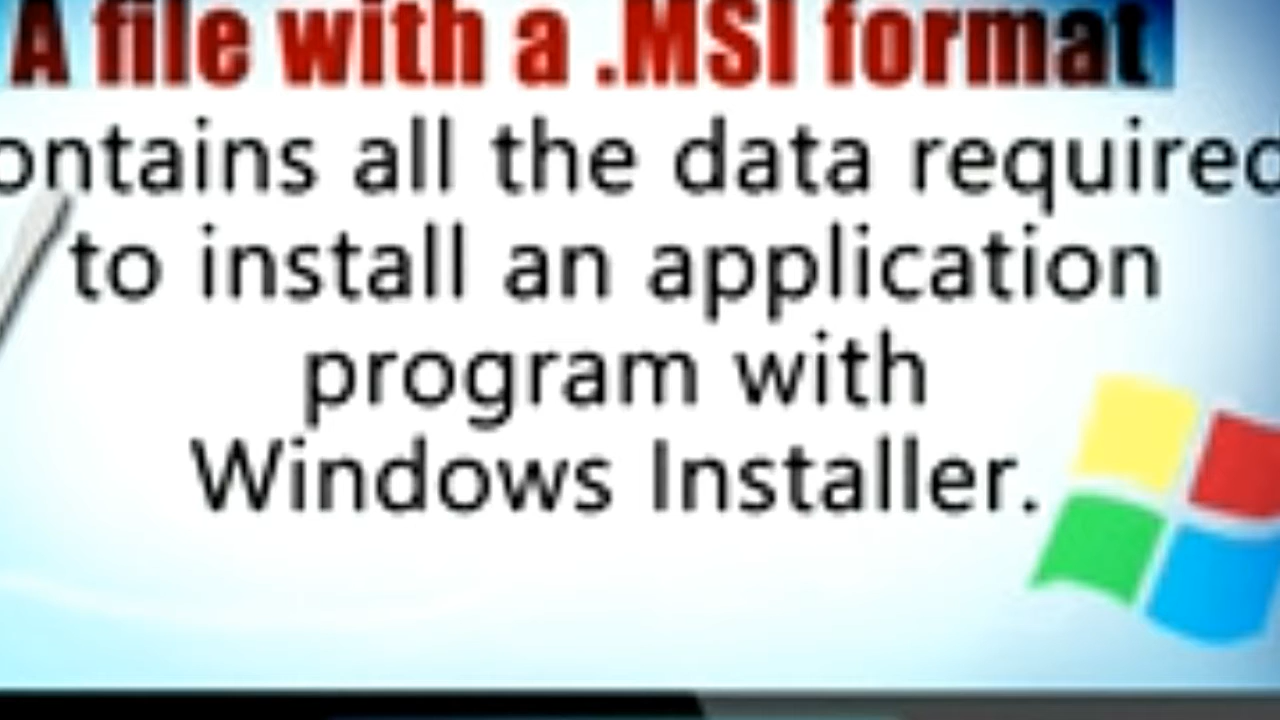 A file with a .MSI format
ontains all the data required
to install an application
program with
Windows Installer.